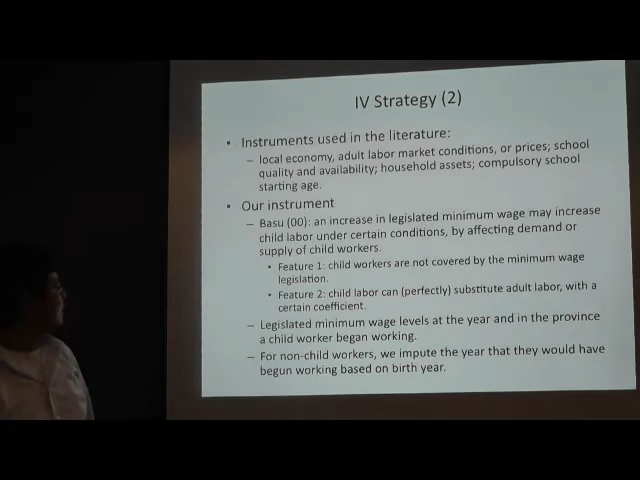 IV Strategy (2)
• Instruments used in the literature:
– local economy, adult labor market conditions, or prices; school
quality and availability; household assets; compulsory school
starting age.
• Our instrument
– Basu (00): an increase in legislated minimum wage may increase
child labor under certain conditions, by affecting demand or
supply of child workers.
• Feature 1: child workers are not covered by the minimum wage
legislation.
• Feature 2: child labor can (perfectly) substitute adult labor, with a
certain coefficient.
– Legislated minimum wage levels at the year and in the province
a child worker began working.
– For non-child workers, we impute the year that they would have
begun working based on birth year.